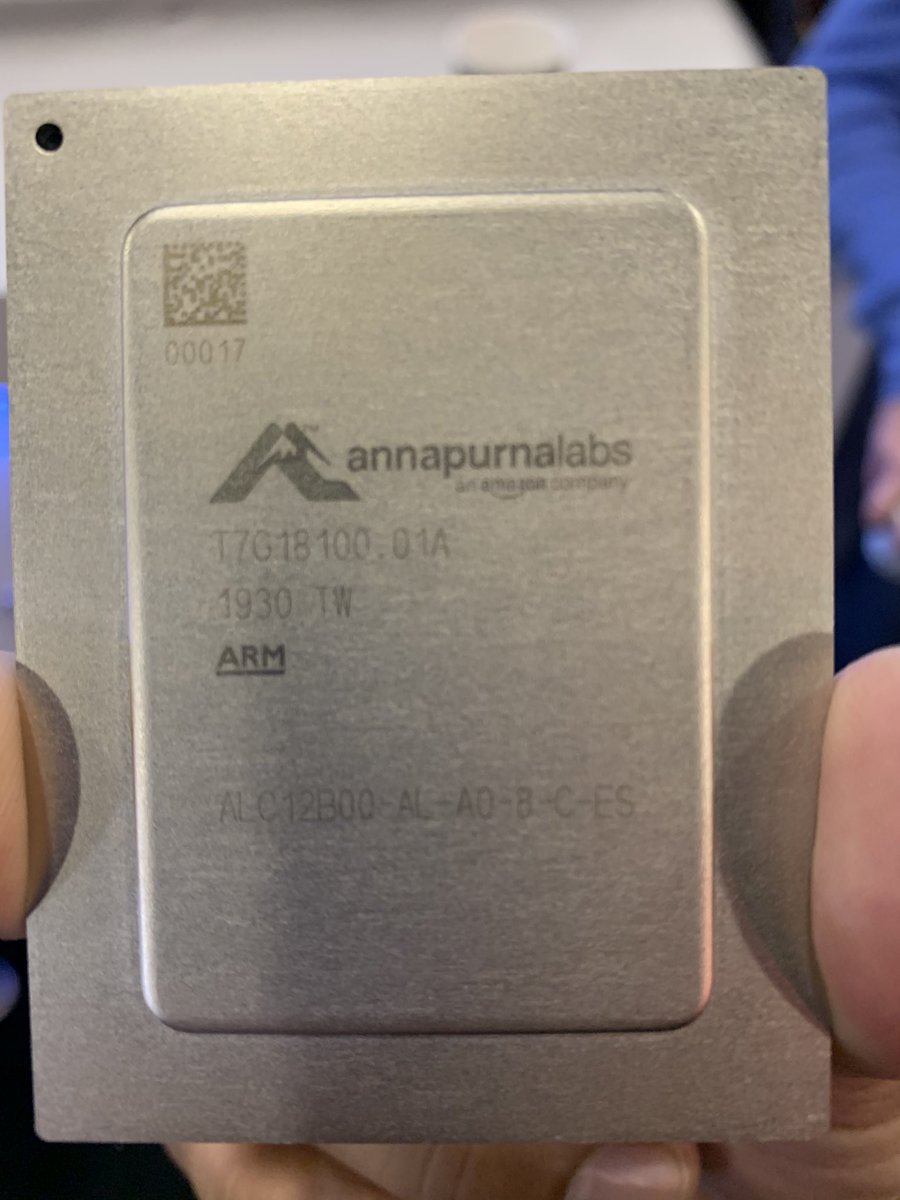 00017
annapurnalabs
an amazon company
T7G18100.01A
1930 TW
ARM
ALC12B00-AL-A0-B-C-ES